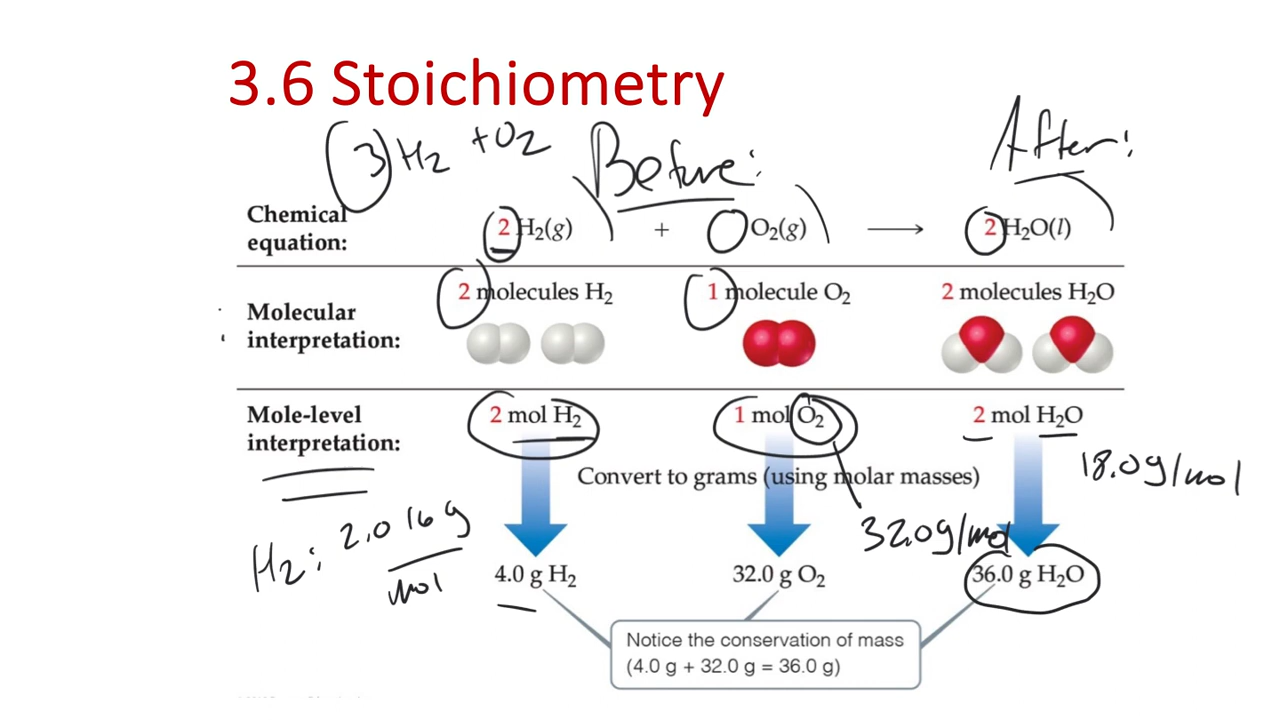 3.6 Stoichiometry
3 H2 + O2
Before:
After:
Chemical equation:
2 H₂(g) + O₂(g) ⟶ 2 H₂O(l)
Molecular interpretation:
2 molecules H₂
1 molecule O₂
2 molecules H₂O
Mole-level interpretation:
2 mol H₂
1 mol O₂
2 mol H₂O
Convert to grams (using molar masses)
18.0g/mol
H2: 2.016 g/mol
32.0g/mol
4.0 g H₂
32.0 g O₂
36.0 g H₂O
Notice the conservation of mass
(4.0 g + 32.0 g = 36.0 g)